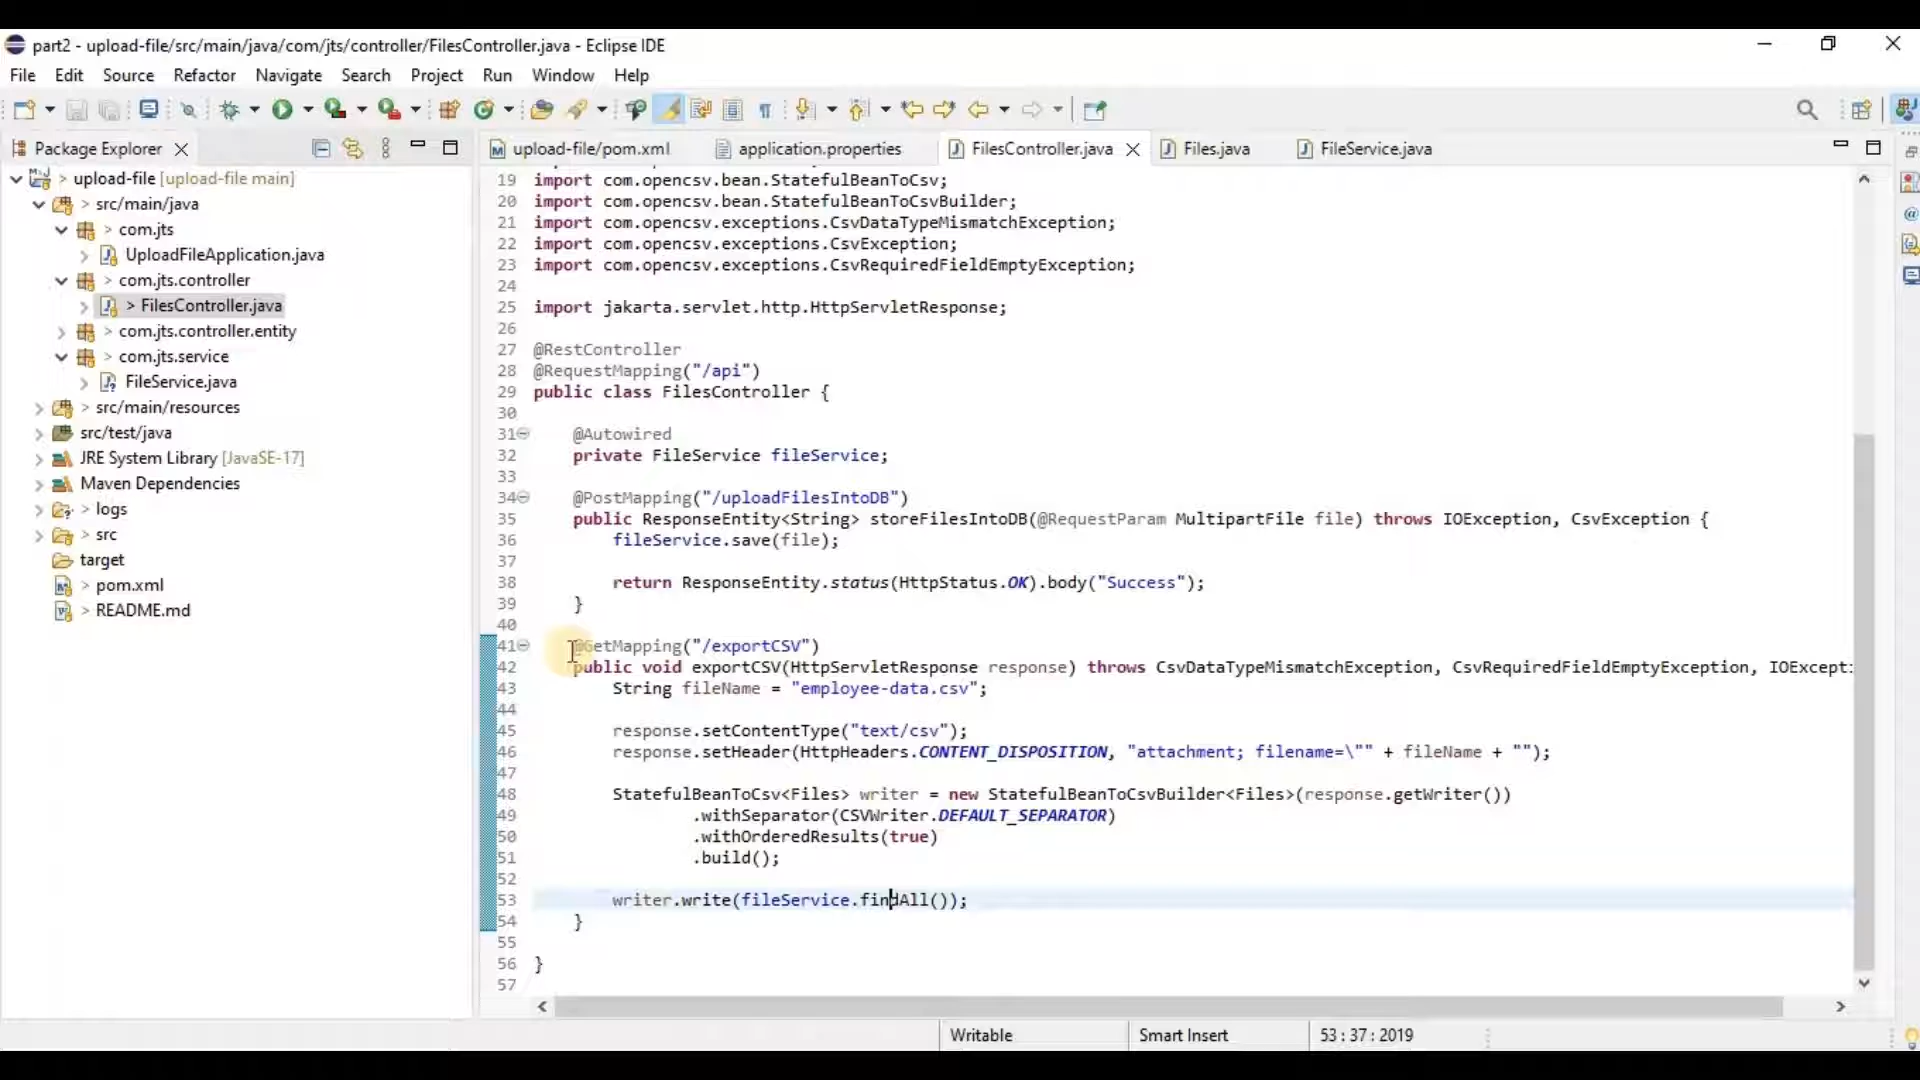 part2 - upload-file/src/main/java/com/jts/controller/FilesController.java - Eclipse IDE
File Edit Source Refactor Navigate Search Project Run Window Help
Package Explorer
upload-file [upload-file main]
src/main/java
com.jts
UploadFileApplication.java
com.jts.controller
FilesController.java
com.jts.controller.entity
com.jts.service
FileService.java
src/main/resources
src/test/java
JRE System Library [JavaSE-17]
Maven Dependencies
logs
src
target
pom.xml
README.md
upload-file/pom.xml application.properties FilesController.java Files.java FileService.java
19 import com.opencsv.bean.StatefulBeanToCsv;
20 import com.opencsv.bean.StatefulBeanToCsvBuilder;
21 import com.opencsv.exceptions.CsvDataTypeMismatchException;
22 import com.opencsv.exceptions.CsvException;
23 import com.opencsv.exceptions.CsvRequiredFieldEmptyException;
24
25 import jakarta.servlet.http.HttpServletResponse;
26
27 @RestController
28 @RequestMapping("/api")
29 public class FilesController {
30
31 @Autowired
32 private FileService fileService;
33
34 @PostMapping("/uploadFilesIntoDB")
35 public ResponseEntity<String> storeFilesIntoDB(@RequestParam MultipartFile file) throws IOException, CsvException {
36 fileService.save(file);
37
38 return ResponseEntity.status(HttpStatus.OK).body("Success");
39 }
40
41 @GetMapping("/exportCSV")
42 public void exportCSV(HttpServletResponse response) throws CsvDataTypeMismatchException, CsvRequiredFieldEmptyException, IOExcepti
43 String fileName = "employee-data.csv";
44
45 response.setContentType("text/csv");
46 response.setHeader(HttpHeaders.CONTENT_DISPOSITION, "attachment; filename=\"" + fileName + "");
47
48 StatefulBeanToCsv<Files> writer = new StatefulBeanToCsvBuilder<Files>(response.getWriter())
49 .withSeparator(CSVWriter.DEFAULT_SEPARATOR)
50 .withOrderedResults(true)
51 .build();
52
53 writer.write(fileService.findAll());
54 }
55
56 }
57
Writable Smart Insert 53 : 37 : 2019